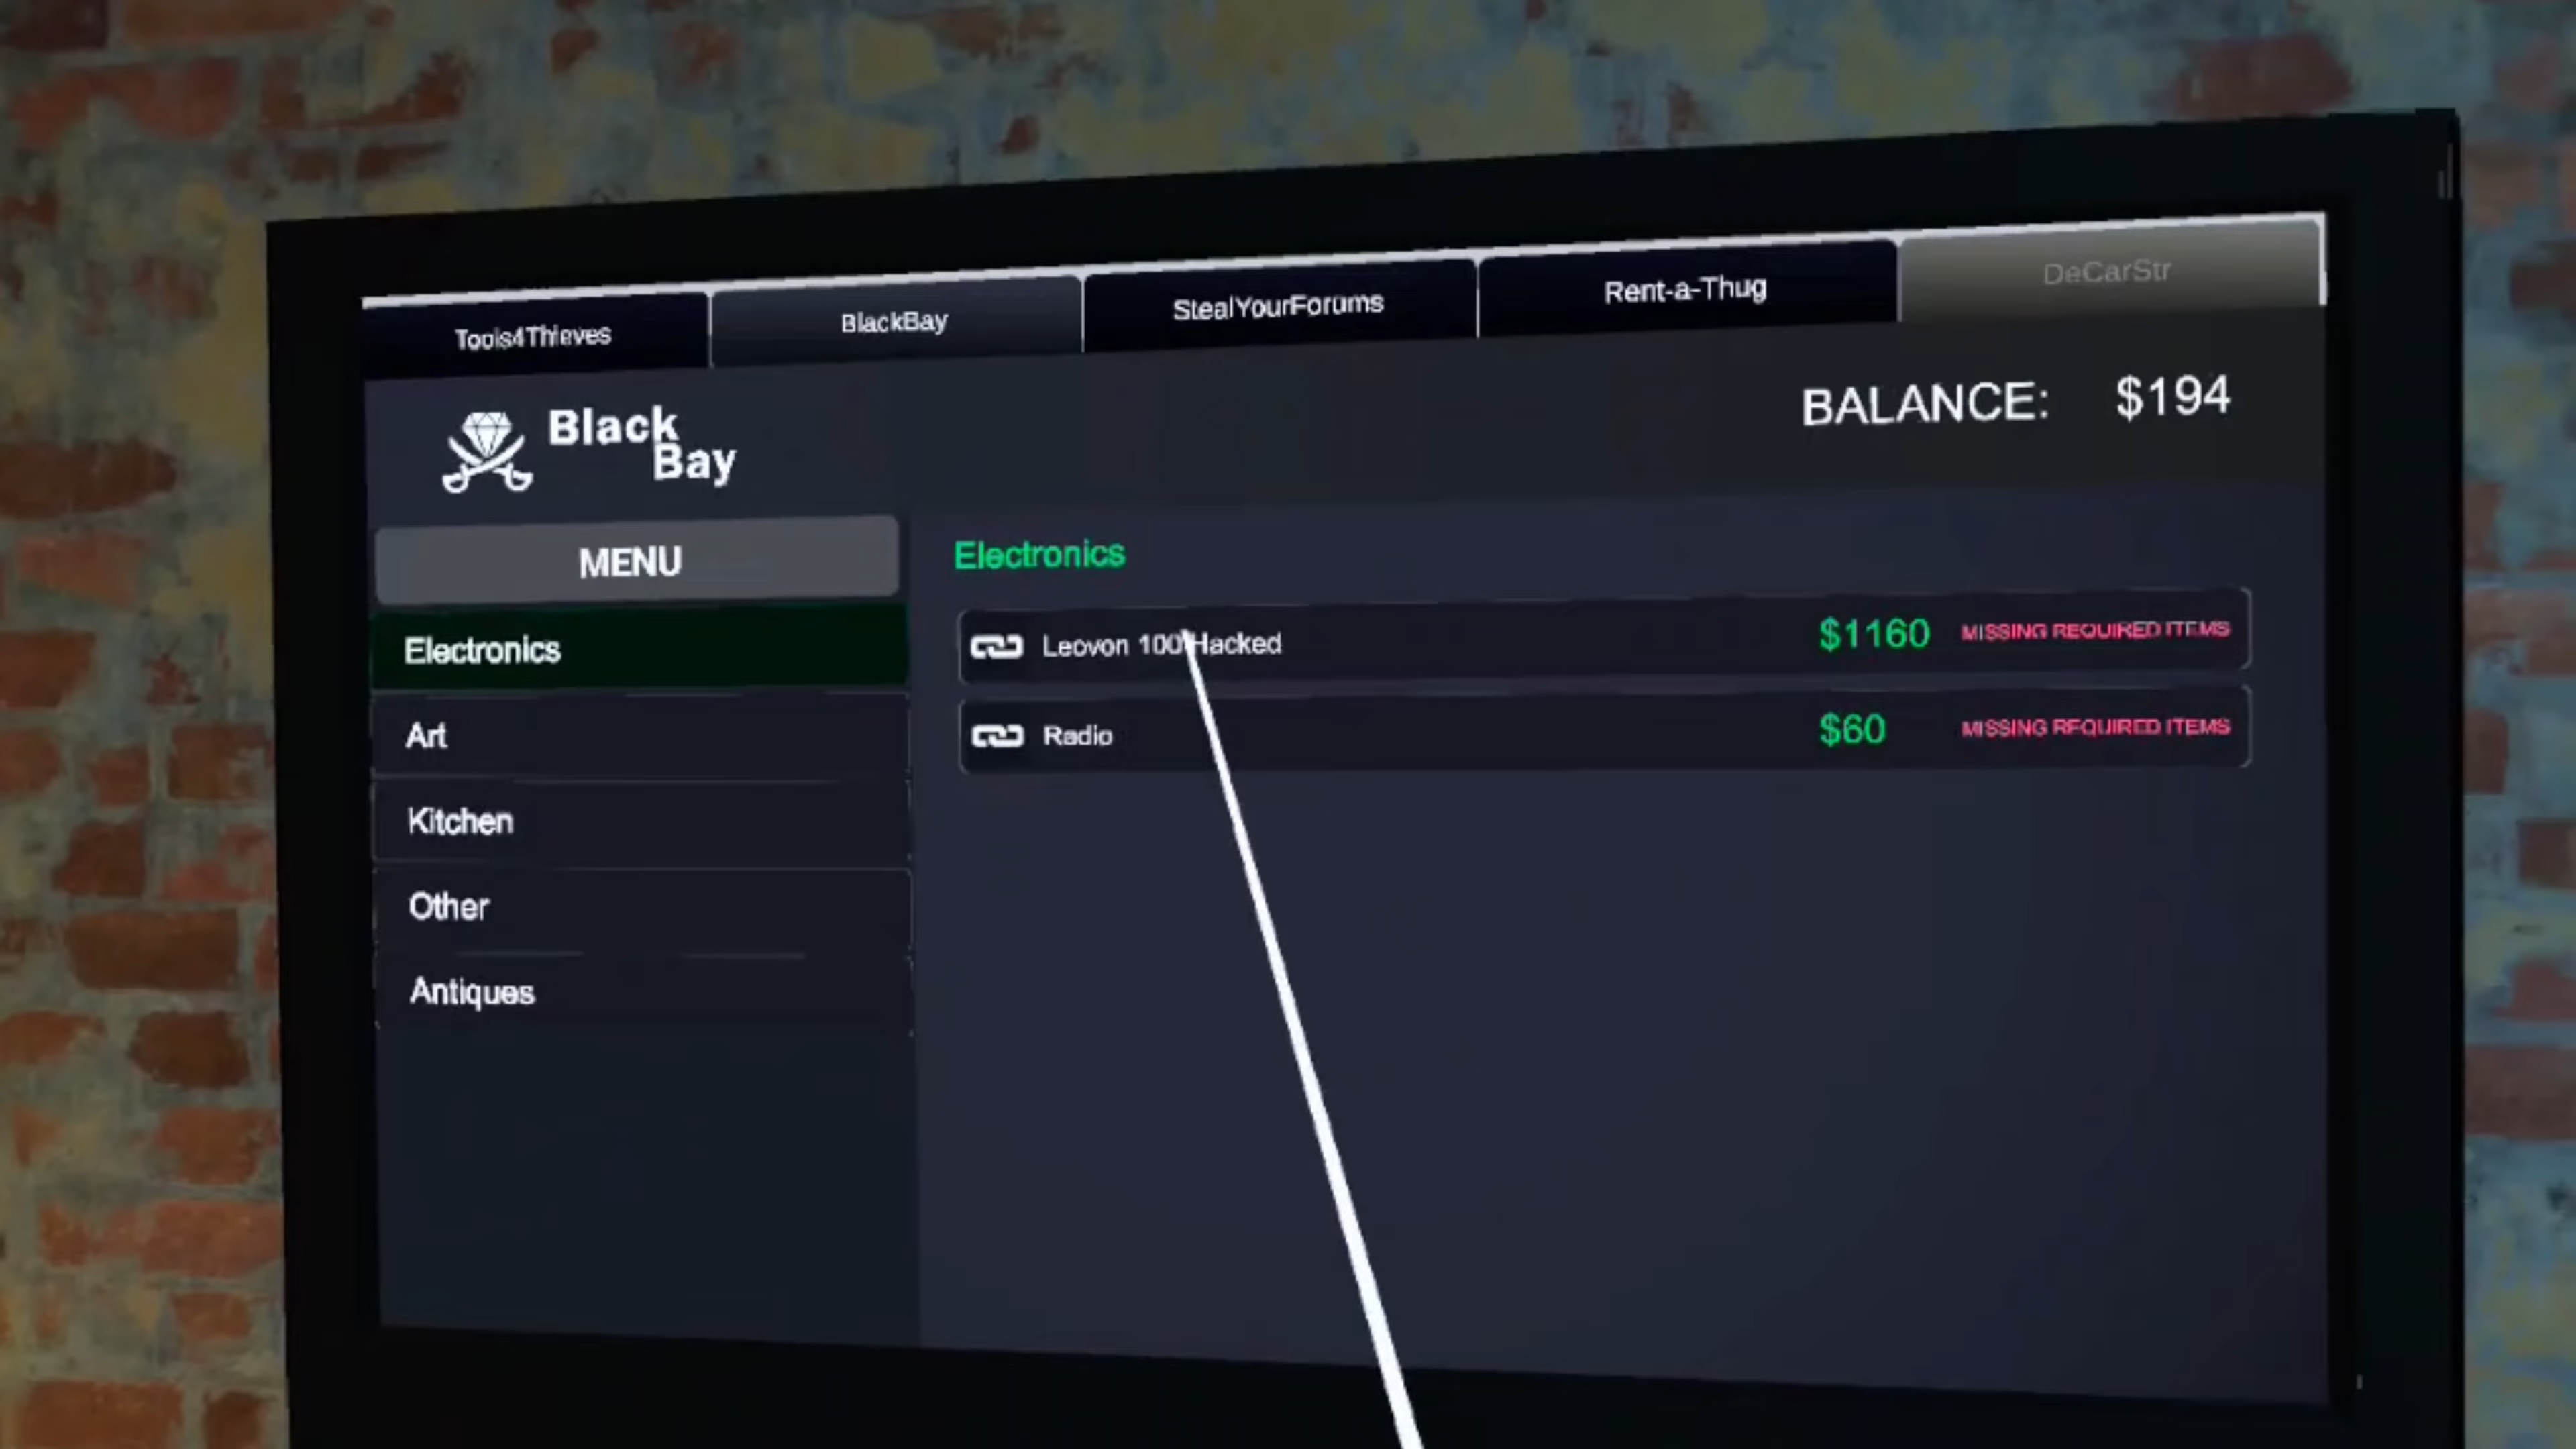 Tools4Thieves
BlackBay
StealYourForums
Rent-a-Thug
DeCarStr
Black
Bay
BALANCE: $194
MENU
Electronics
Art
Kitchen
Other
Antiques
Electronics
Leovon 100 Hacked $1160 MISSING REQUIRED ITEMS
Radio $60 MISSING REQUIRED ITEMS